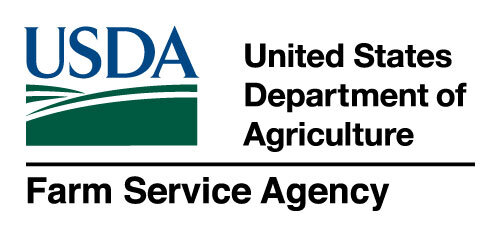 USDA
United States
Department of
Agriculture
Farm Service Agency